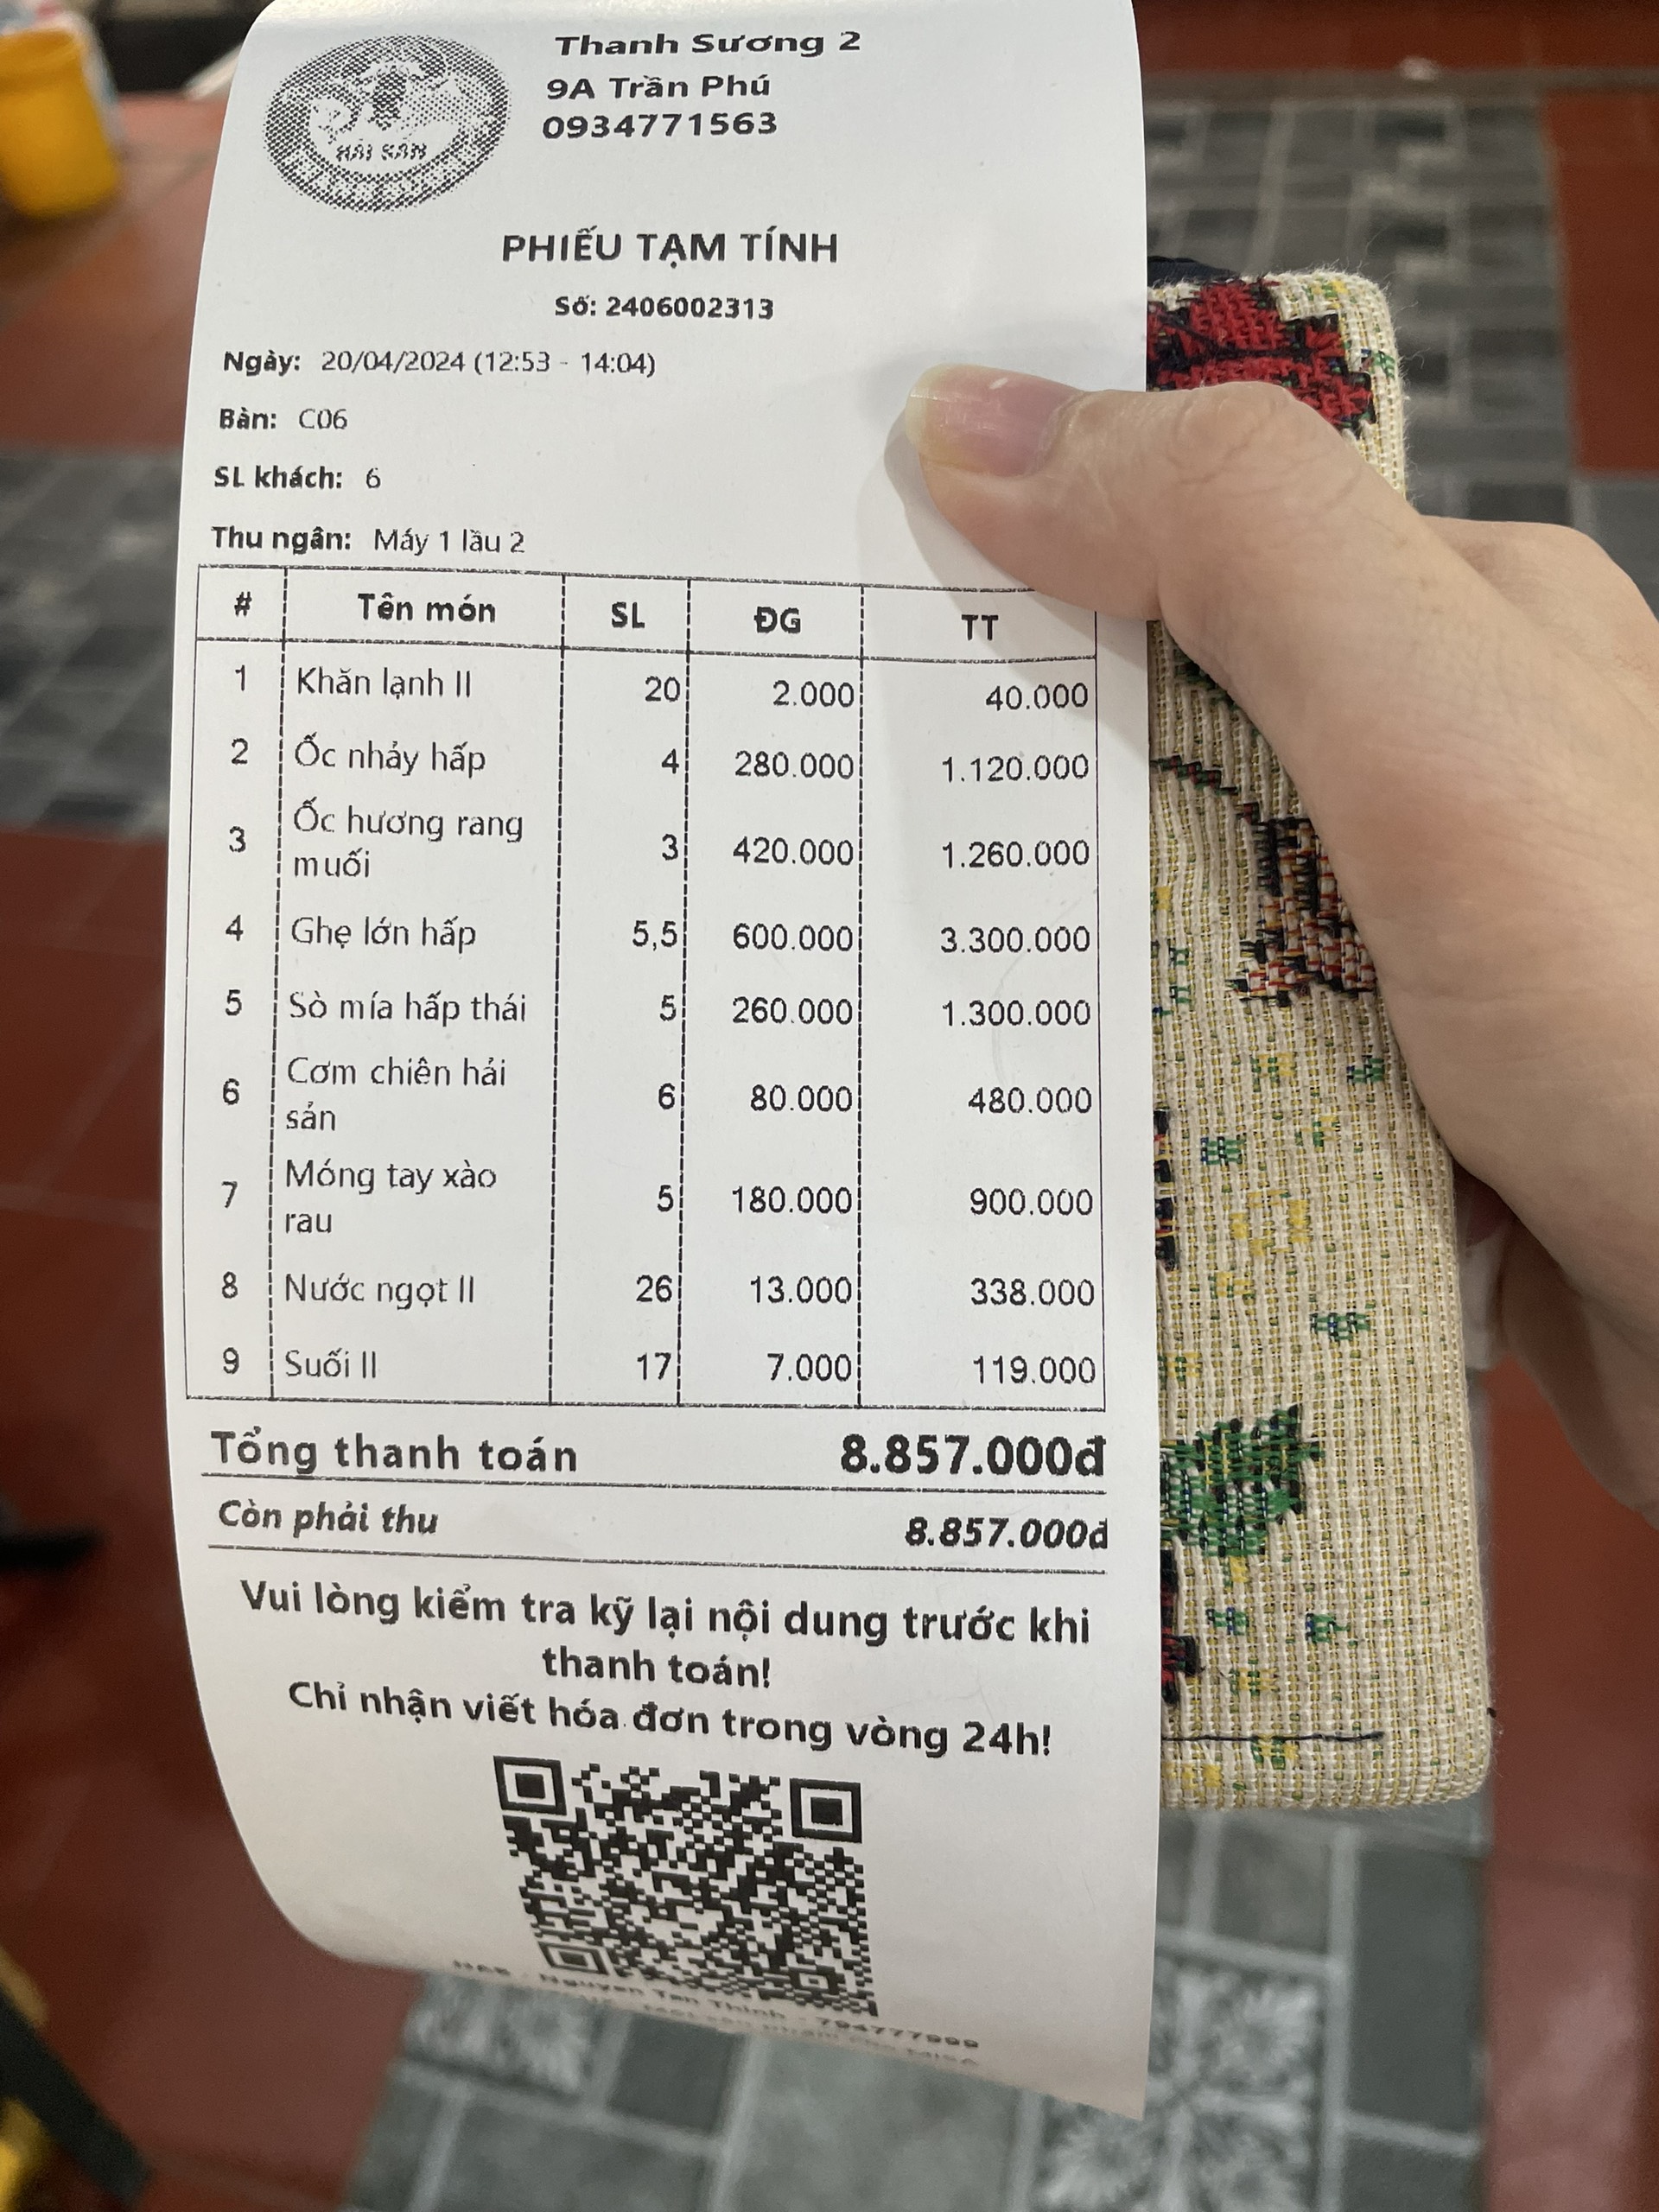 Thanh Sương 2
9A Trần Phú
0934771563
HẢI SẢN
PHIẾU TẠM TÍNH
Số: 2406002313
Ngày: 20/04/2024 (12:53 - 14:04)
Bàn: C06
SL khách: 6
Thu ngân: Máy 1 lầu 2
# Tên món SL ĐG TT
1 Khăn lạnh II 20 2.000 40.000
2 Ốc nhảy hấp 4 280.000 1.120.000
3 Ốc hương rang muối 3 420.000 1.260.000
4 Ghẹ lớn hấp 5,5 600.000 3.300.000
5 Sò mía hấp thái 5 260.000 1.300.000
6 Cơm chiên hải sản 6 80.000 480.000
7 Móng tay xào rau 5 180.000 900.000
8 Nước ngọt II 26 13.000 338.000
9 Suối II 17 7.000 119.000
Tổng thanh toán 8.857.000đ
Còn phải thu 8.857.000đ
Vui lòng kiểm tra kỹ lại nội dung trước khi
thanh toán!
Chỉ nhận viết hóa đơn trong vòng 24h!
Nguyen Tan Thinh - 794777999
MISA